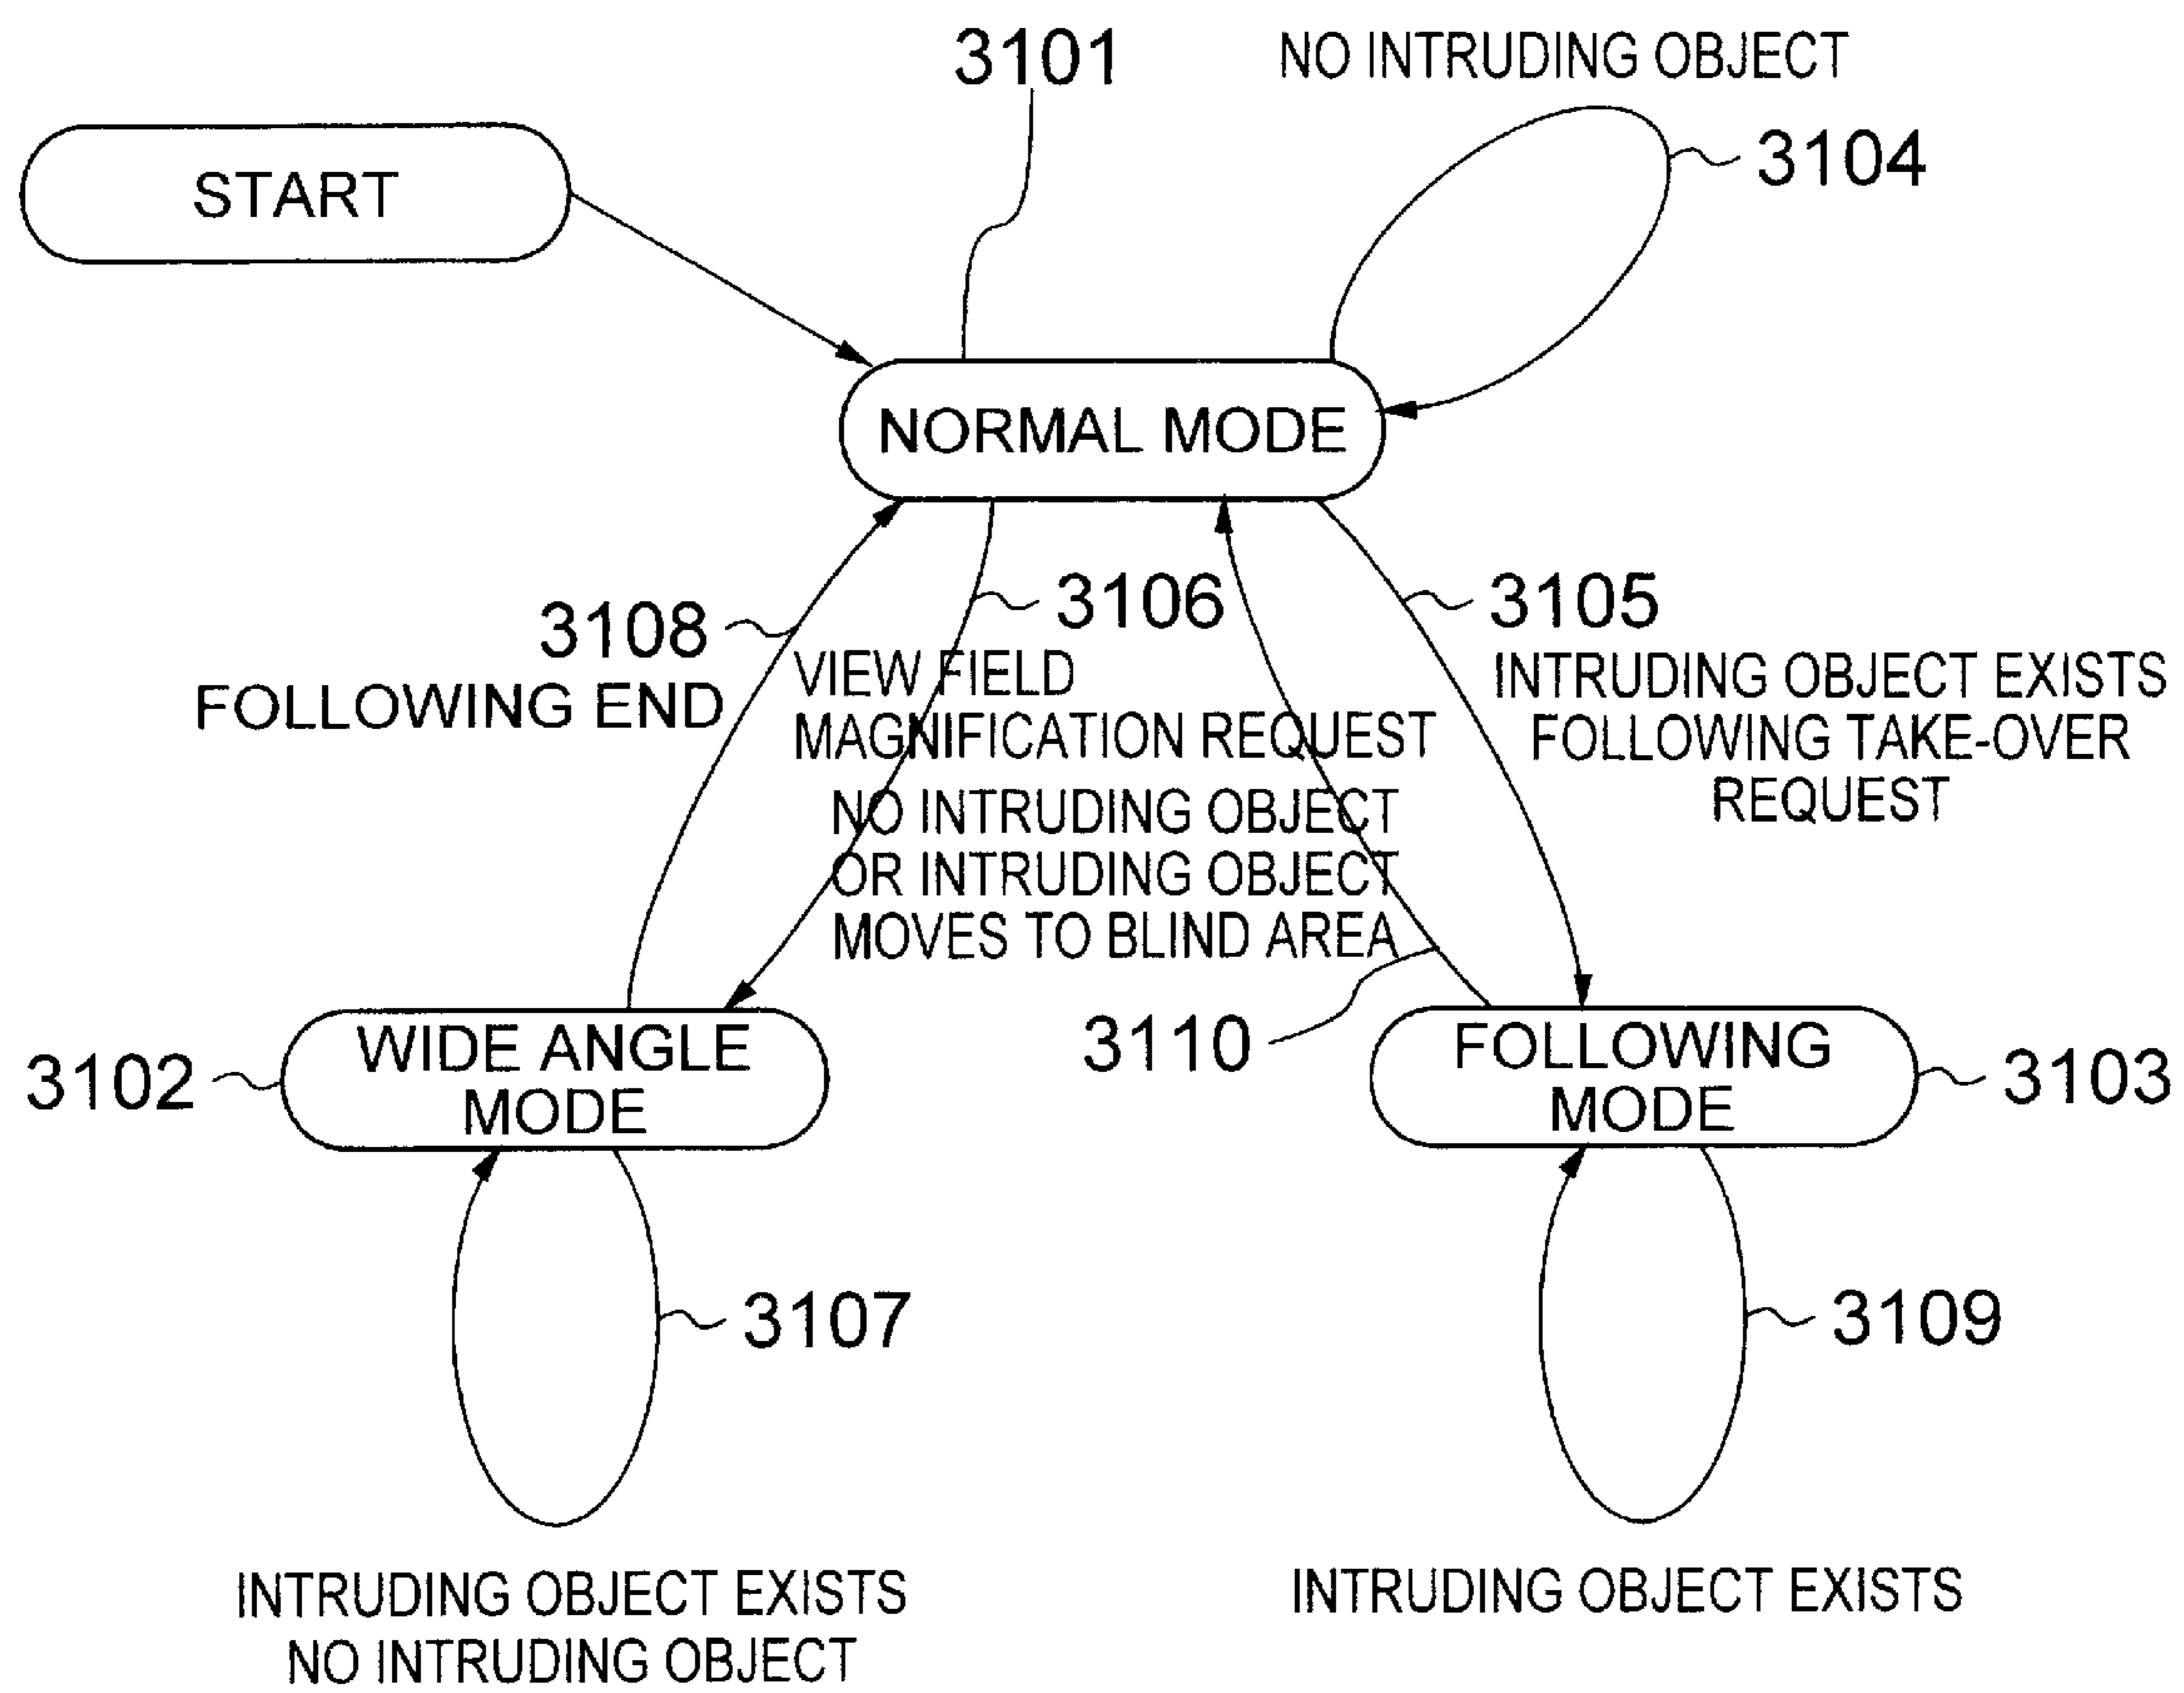 3101
NO INTRUDING OBJECT
3104
START
NORMAL MODE
3108
FOLLOWING END
3106
VIEW FIELD
MAGNIFICATION REQUEST
3105
INTRUDING OBJECT EXISTS
FOLLOWING TAKE-OVER
REQUEST
NO INTRUDING OBJECT
OR INTRUDING OBJECT
MOVES TO BLIND AREA
3110
3102
WIDE ANGLE
MODE
FOLLOWING
MODE
3103
3107
3109
INTRUDING OBJECT EXISTS
NO INTRUDING OBJECT
INTRUDING OBJECT EXISTS